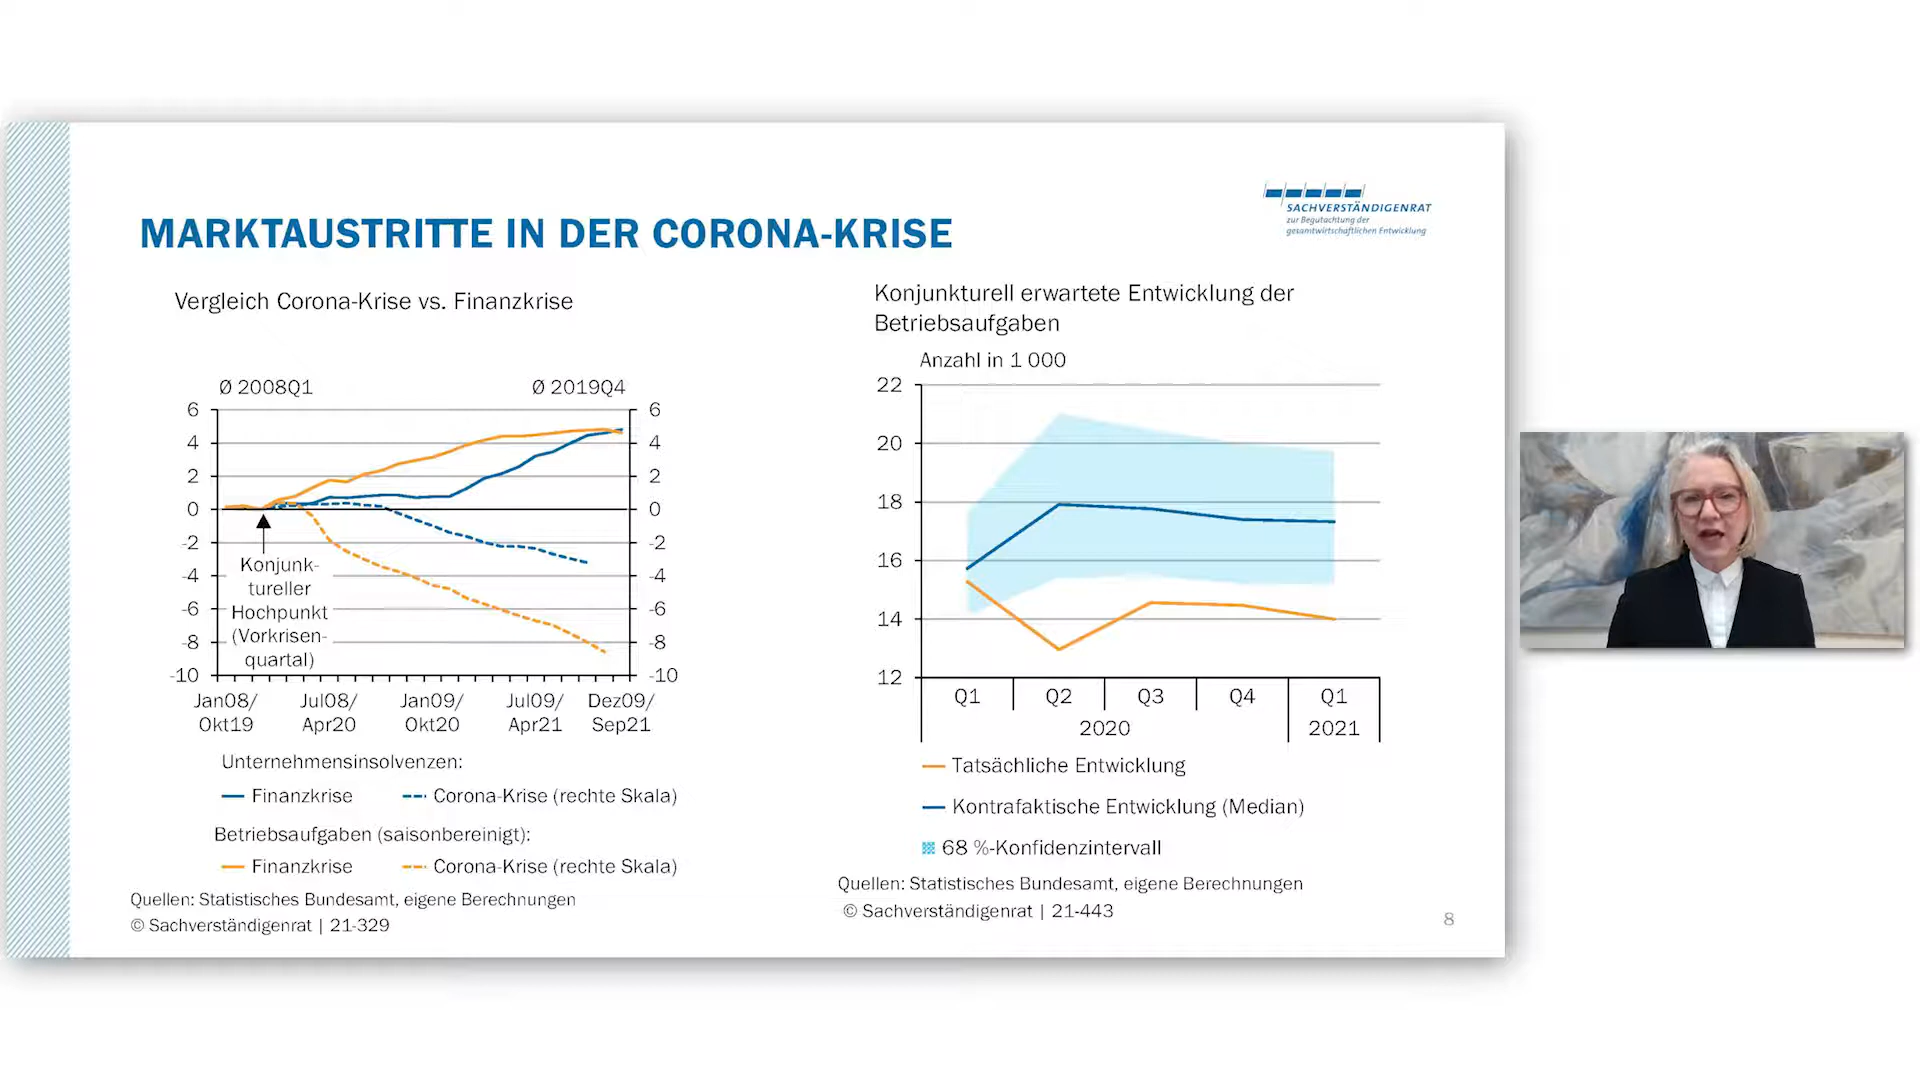 SACHVERSTÄNDIGENRAT
zur Begutachtung der
gesamtwirtschaftlichen Entwicklung
MARKTAUSTRITTE IN DER CORONA-KRISE
Vergleich Corona-Krise vs. Finanzkrise
Ø 2008Q1
Ø 2019Q4
6
4
2
0
-2
-4
-6
-8
-10
6
4
2
0
-2
-4
-6
-8
-10
Konjunk-
tureller
Hochpunkt
(Vorkrisen-
quartal)
Jan08/ Jul08/ Jan09/ Jul09/ Dez09/
Okt19 Apr20 Okt20 Apr21 Sep21
Unternehmensinsolvenzen:
Finanzkrise Corona-Krise (rechte Skala)
Betriebsaufgaben (saisonbereinigt):
Finanzkrise Corona-Krise (rechte Skala)
Quellen: Statistisches Bundesamt, eigene Berechnungen
© Sachverständigenrat | 21-329
Konjunkturell erwartete Entwicklung der
Betriebsaufgaben
Anzahl in 1 000
22
20
18
16
14
12
Q1 Q2 Q3 Q4 Q1
2020 2021
Tatsächliche Entwicklung
Kontrafaktische Entwicklung (Median)
68 %-Konfidenzintervall
Quellen: Statistisches Bundesamt, eigene Berechnungen
© Sachverständigenrat | 21-443
8